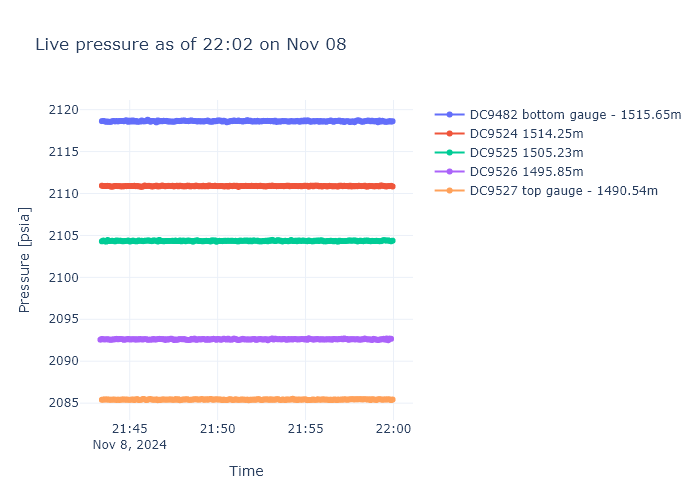 Live pressure as of 22:02 on Nov 08
2120
2115
2110
2105
2100
2095
2090
2085
Pressure [psia]
21:45
Nov 8, 2024
21:50
21:55
22:00
Time
DC9482 bottom gauge - 1515.65m
DC9524 1514.25m
DC9525 1505.23m
DC9526 1495.85m
DC9527 top gauge - 1490.54m